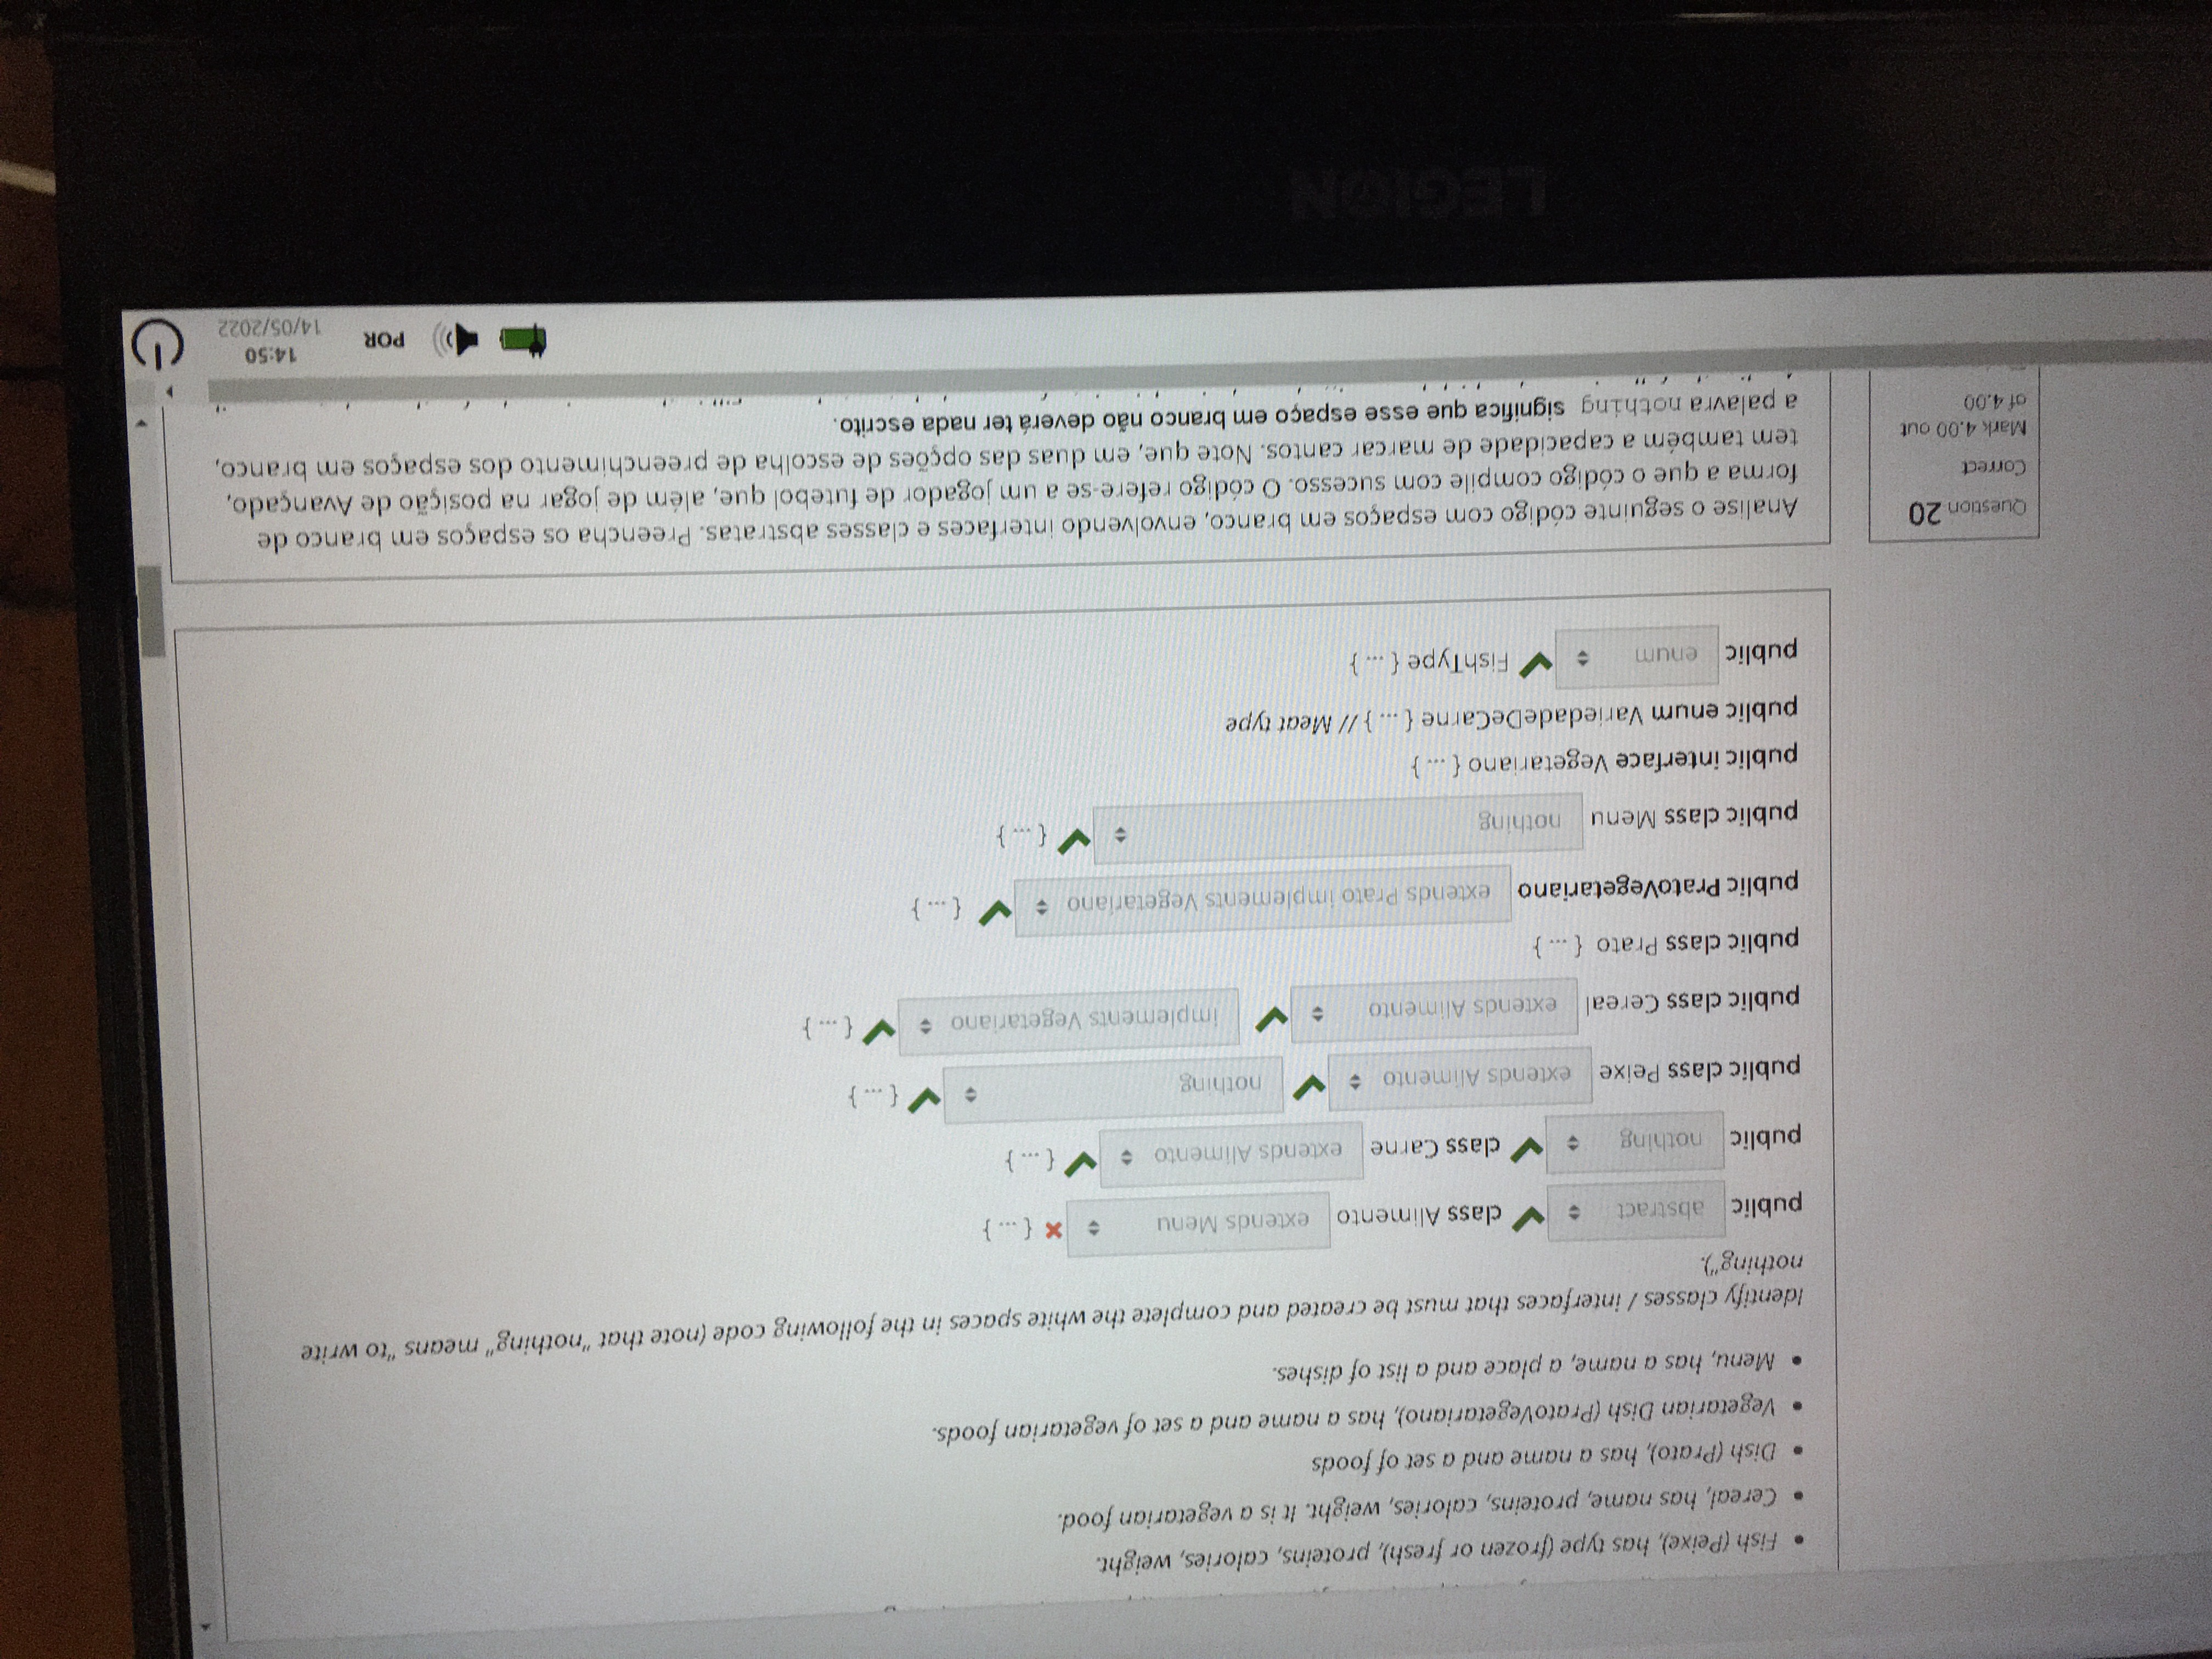 • Fish (Peixe), has type (frozen or fresh), proteins, calories, weight.
• Cereal, has name, proteins, calories, weight. It is a vegetarian food.
• Dish (Prato), has a name and a set of foods
• Vegetarian Dish (PratoVegetariano), has a name and a set of vegetarian foods.
• Menu, has a name, a place and a list of dishes.
Identify classes / interfaces that must be created and complete the white spaces in the following code (note that "nothing" means "to write
nothing").
public abstract class Alimento extends Menu { ... }
public nothing class Carne extends Alimento { ... }
public class Peixe extends Alimento nothing { ... }
public class Cereal extends Alimento implements Vegetariano { ... }
public class Prato { ... }
public PratoVegetariano extends Prato implements Vegetariano { ... }
public class Menu nothing { ... }
public interface Vegetariano { ... }
public enum VariedadeDeCarne { ... } // Meat type
public enum FishType { ... }
Question 20
Correct
Mark 4.00 out
of 4.00
Analise o seguinte código com espaços em branco, envolvendo interfaces e classes abstratas. Preencha os espaços em branco de
forma a que o código compile com sucesso. O código refere-se a um jogador de futebol que, além de jogar na posição de Avançado,
tem também a capacidade de marcar cantos. Note que, em duas das opções de escolha de preenchimento dos espaços em branco,
a palavra nothing significa que esse espaço em branco não deverá ter nada escrito.
POR
14:50
14/05/2022
LEGION